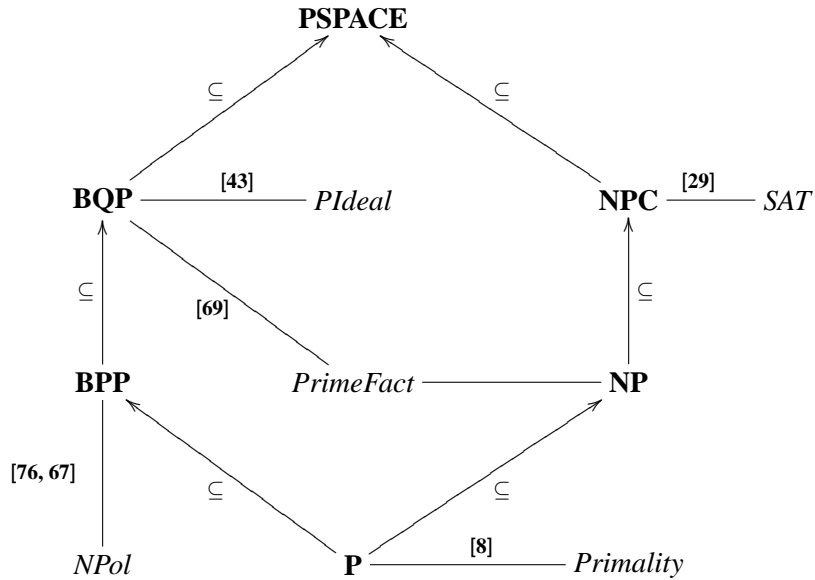 PSPACE
⊆
⊆
BQP
[43]
PIdeal
NPC
[29]
SAT
⊆
[69]
⊆
BPP
PrimeFact
NP
[76, 67]
⊆
⊆
NPol
P
[8]
Primality